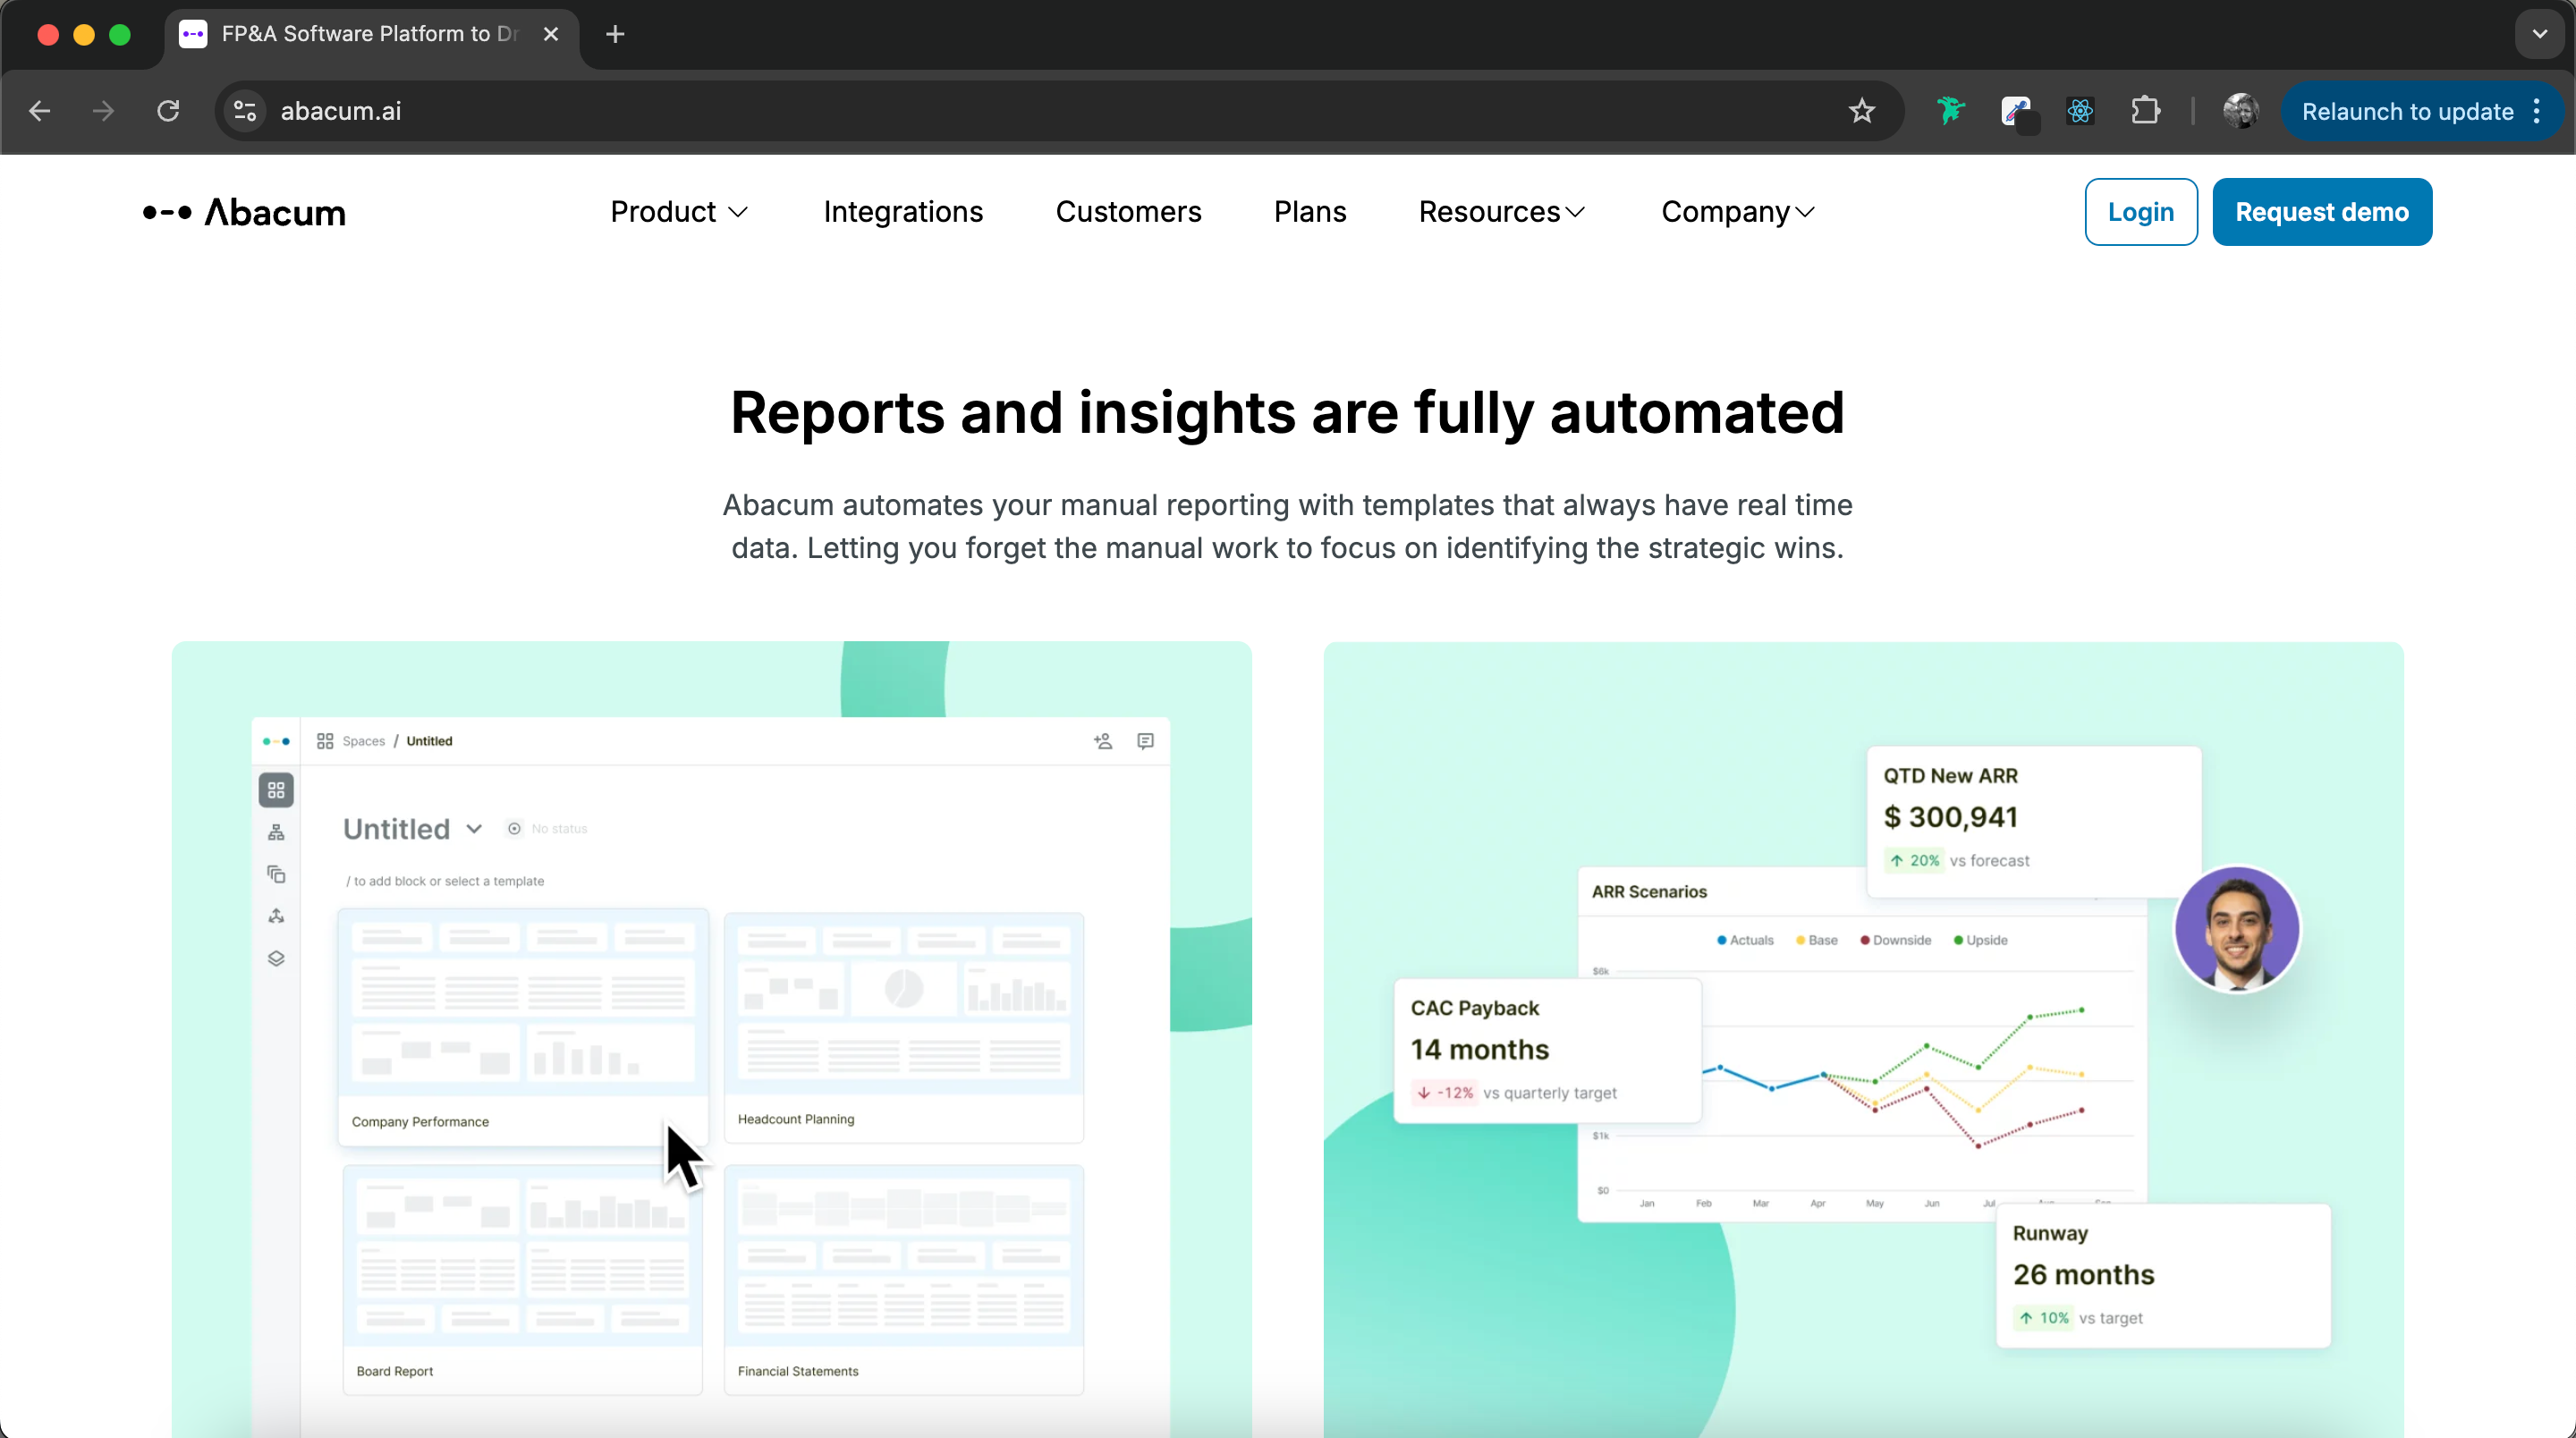 FP&A Software Platform to Dr
abacum.ai
Relaunch to update
Abacum
Product
Integrations
Customers
Plans
Resources
Company
Login
Request demo
Reports and insights are fully automated
Abacum automates your manual reporting with templates that always have real time
data. Letting you forget the manual work to focus on identifying the strategic wins.
Spaces / Untitled
Untitled
No status
/ to add block or select a template
Company Performance
Headcount Planning
Board Report
Financial Statements
QTD New ARR
$ 300,941
20% vs forecast
ARR Scenarios
Actuals Base Downside Upside
$6k
CAC Payback
14 months
-12% vs quarterly target
$1k
$0
Jan Feb Mar Apr May Jun Jul
Runway
26 months
10% vs target